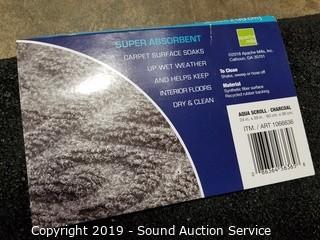 SUPER ABSORBENT
CARPET SURFACE SOAKS
UP WET WEATHER
AND HELPS KEEP
INTERIOR FLOORS
DRY & CLEAN
©2018 Apache Mills, Inc.
Calhoun, GA 30701
To Clean
Shake, sweep or hose off
Material
Synthetic fiber surface
Recycled rubber backing
AQUA SCROLL - CHARCOAL
ITM. / ART 1066636
Copyright 2019 - Sound Auction Service